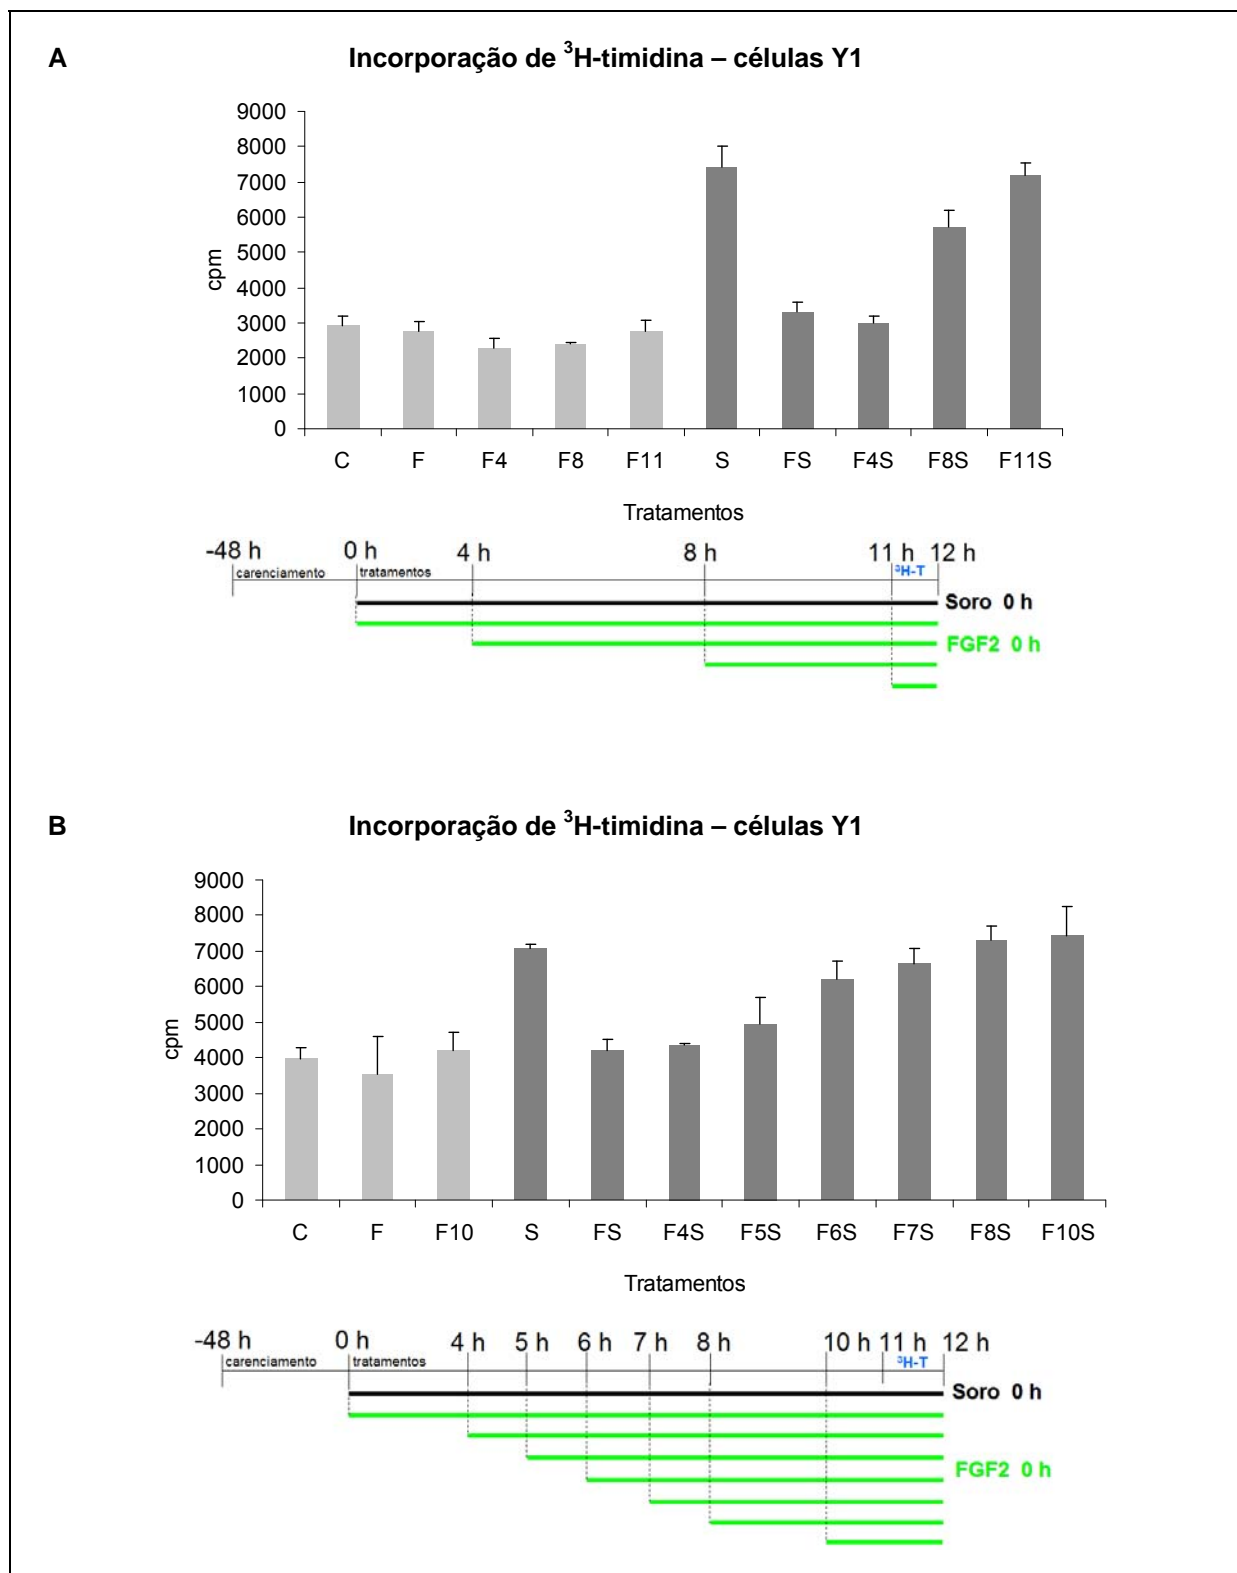 A
Incorporação de ³H-timidina – células Y1
9000
8000
7000
6000
5000
4000
3000
2000
1000
0
cpm
C F F4 F8 F11 S FS F4S F8S F11S
Tratamentos
-48 h 0 h 4 h 8 h 11 h 12 h
carenciamento tratamentos ³H-T
Soro 0 h
FGF2 0 h
B
Incorporação de ³H-timidina – células Y1
9000
8000
7000
6000
5000
4000
3000
2000
1000
0
cpm
C F F10 S FS F4S F5S F6S F7S F8S F10S
Tratamentos
-48 h 0 h 4 h 5 h 6 h 7 h 8 h 10 h 11 h 12 h
carenciamento tratamentos ³H-T
Soro 0 h
FGF2 0 h